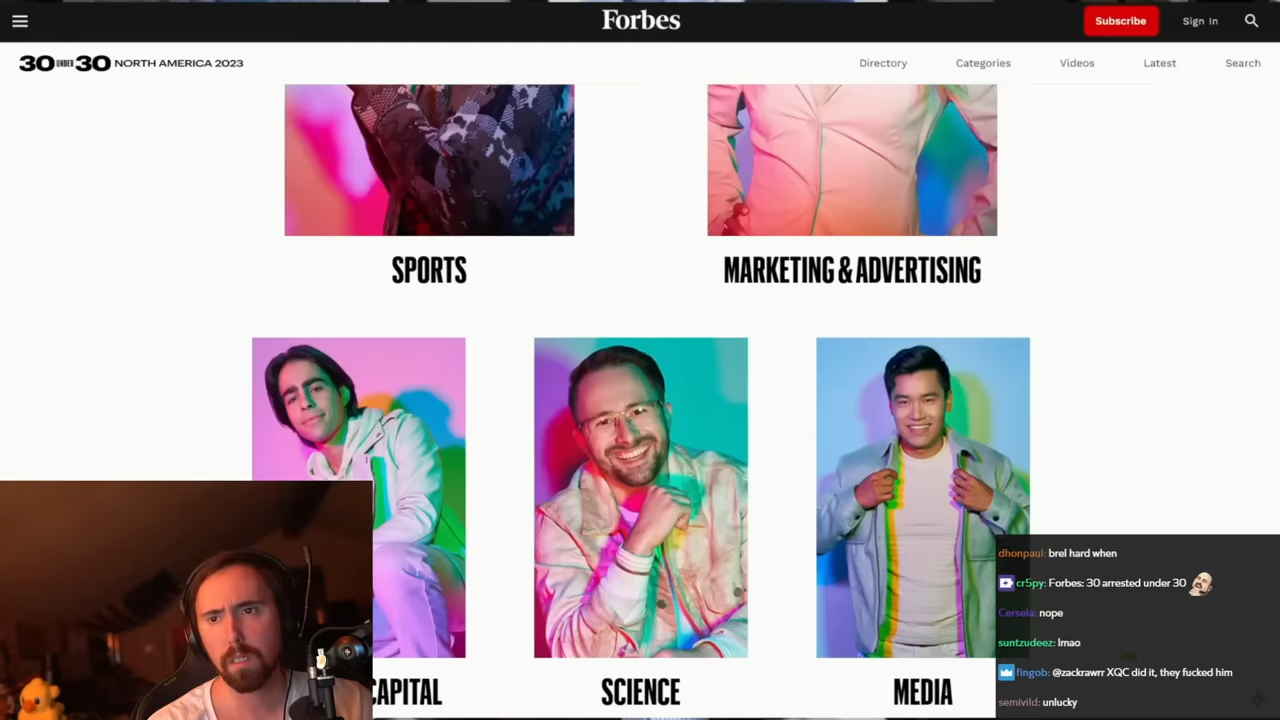 Forbes
Subscribe
Sign In
30 UNDER 30 NORTH AMERICA 2023
Directory
Categories
Videos
Latest
Search
SPORTS
MARKETING & ADVERTISING
CAPITAL
SCIENCE
MEDIA
dhonpaul: brel hard when
cr5py: Forbes: 30 arrested under 30
Cersela: nope
suntzudeez: lmao
fingob: @zackrawrr XQC did it, they fucked him
semivild: unlucky